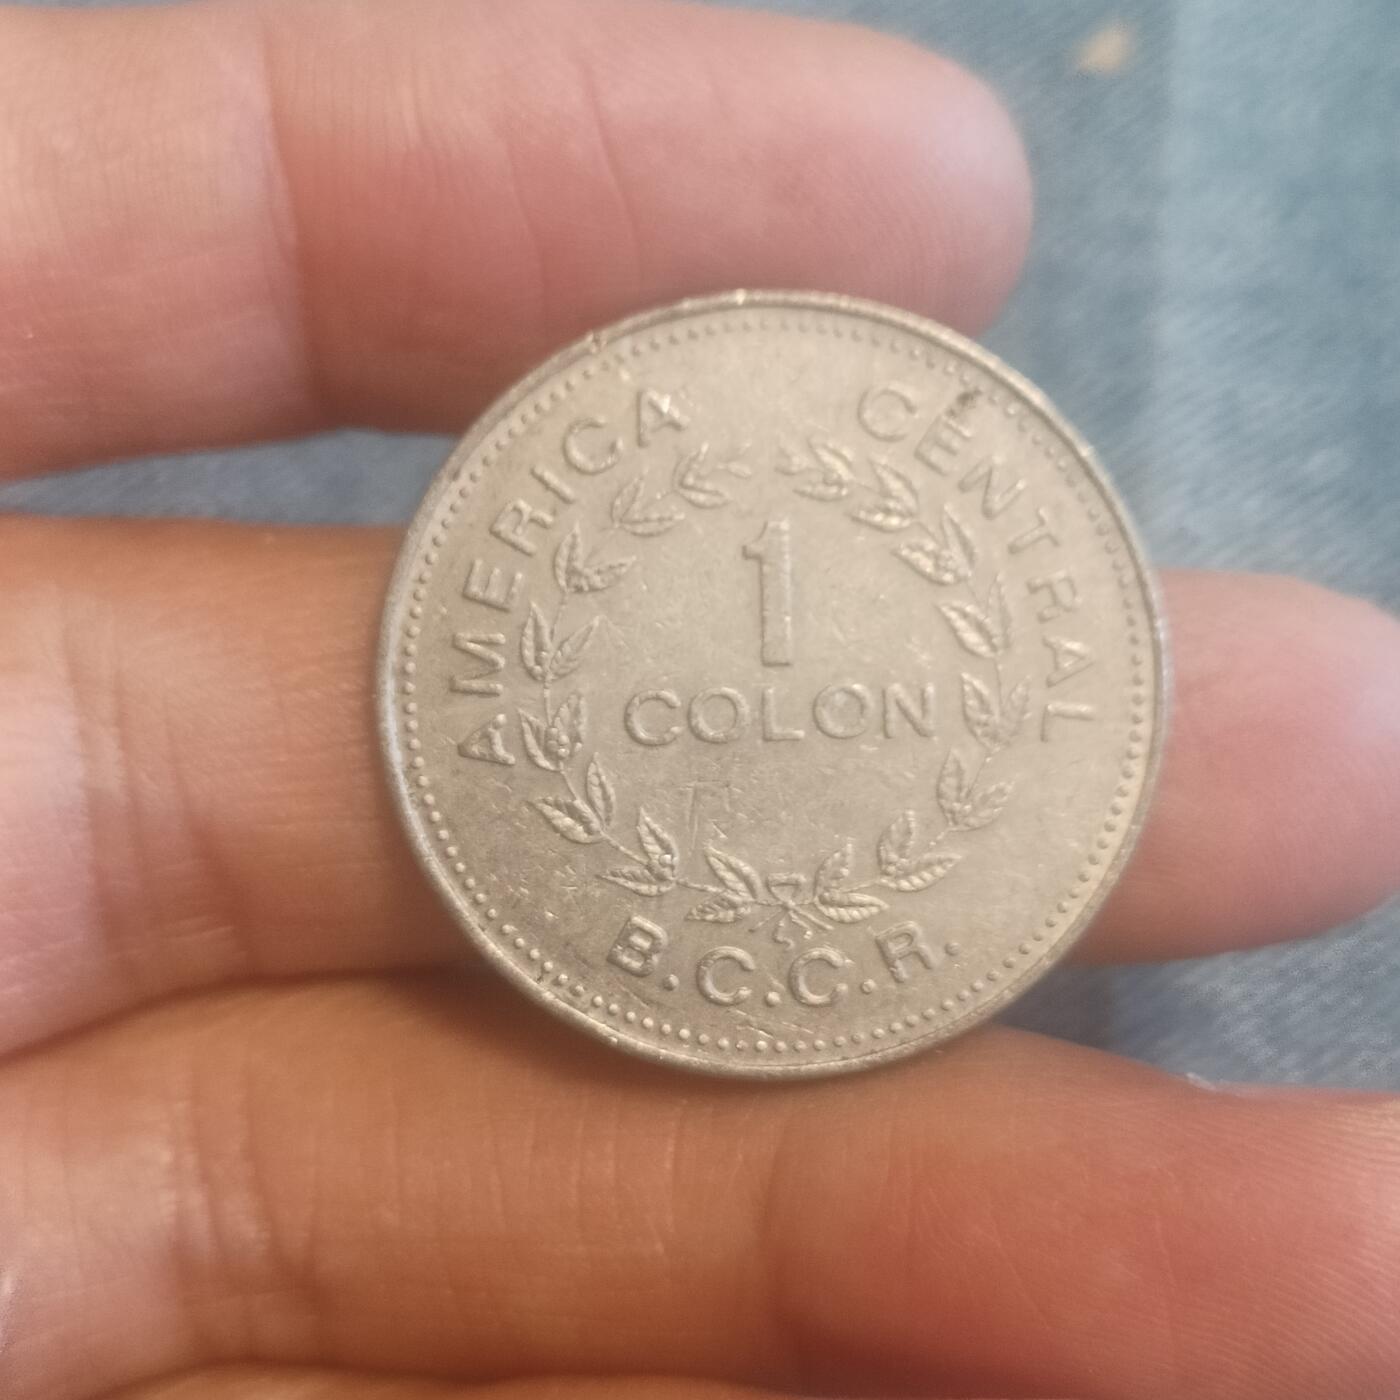 AMERICA CENTRAL
1
COLON
B.C.C.R.